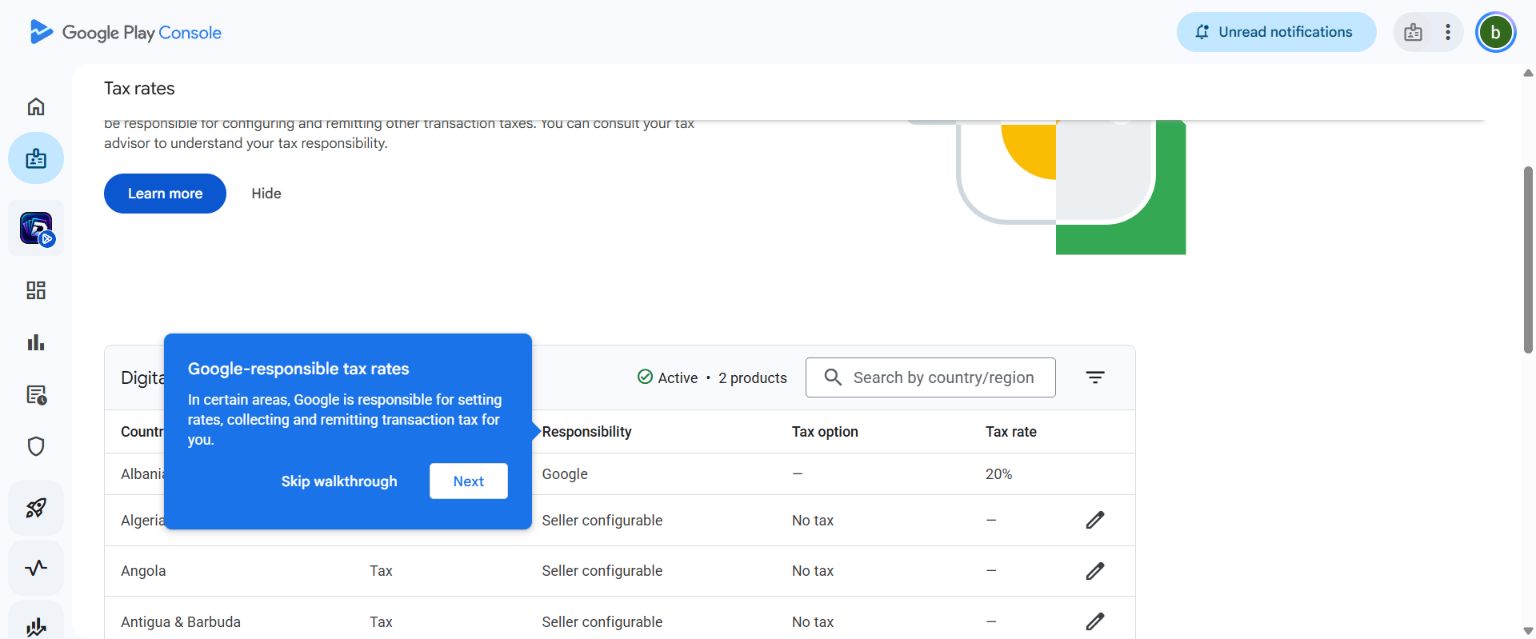 Google Play Console
Unread notifications
b
Tax rates
be responsible for configuring and remitting other transaction taxes. You can consult your tax
advisor to understand your tax responsibility.
Learn more
Hide
Google-responsible tax rates
In certain areas, Google is responsible for setting
rates, collecting and remitting transaction tax for
you.
Skip walkthrough
Next
Digita
Active • 2 products
Search by country/region
Countr
Responsibility
Tax option
Tax rate
Albania
Google
—
20%
Algeria
Seller configurable
No tax
—
Angola
Tax
Seller configurable
No tax
—
Antigua & Barbuda
Tax
Seller configurable
No tax
—